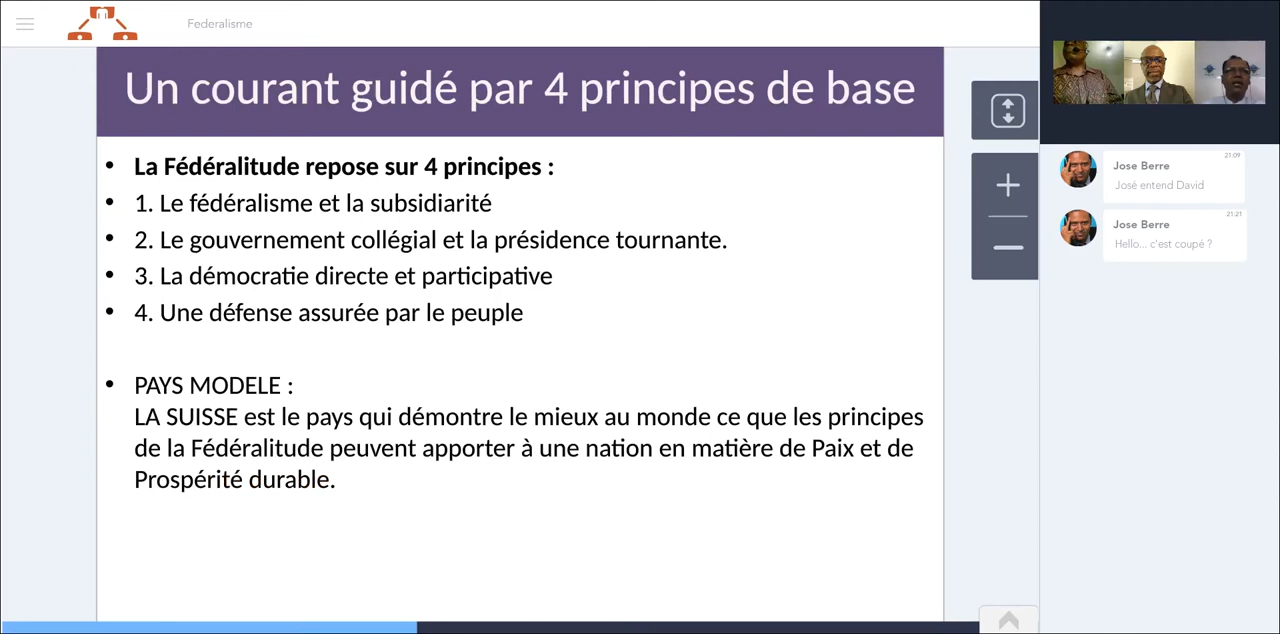 Federalisme
Un courant guidé par 4 principes de base
• La Fédéralitude repose sur 4 principes :
• 1. Le fédéralisme et la subsidiarité
• 2. Le gouvernement collégial et la présidence tournante.
• 3. La démocratie directe et participative
• 4. Une défense assurée par le peuple
• PAYS MODELE :
LA SUISSE est le pays qui démontre le mieux au monde ce que les principes
de la Fédéralitude peuvent apporter à une nation en matière de Paix et de
Prospérité durable.
21:09
Jose Berre
José entend David
21:21
Jose Berre
Hello... c'est coupé ?